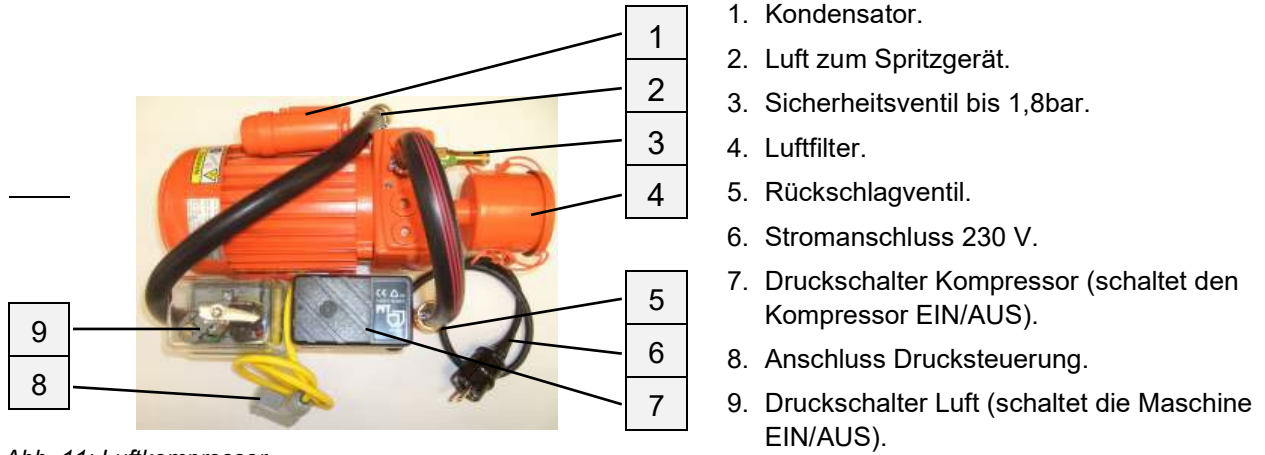 1
2
3
4
5
6
7
9
8
1. Kondensator.
2. Luft zum Spritzgerät.
3. Sicherheitsventil bis 1,8bar.
4. Luftfilter.
5. Rückschlagventil.
6. Stromanschluss 230 V.
7. Druckschalter Kompressor (schaltet den
Kompressor EIN/AUS).
8. Anschluss Drucksteuerung.
9. Druckschalter Luft (schaltet die Maschine
EIN/AUS).
Abb. 11: Luftkompressor